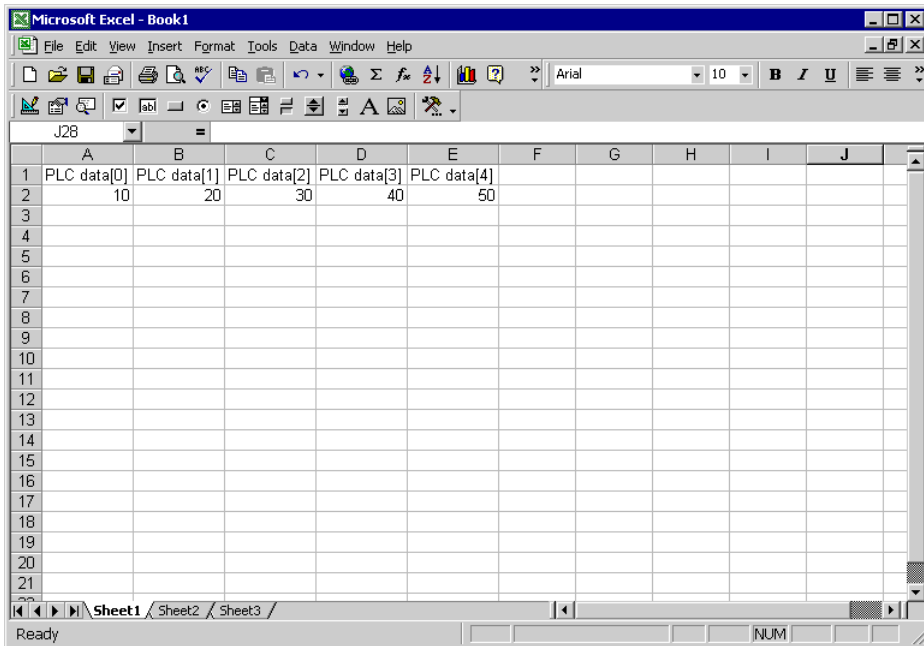 Microsoft Excel - Book1
File Edit View Insert Format Tools Data Window Help
ABC Σ fx A Z Arial 10 B I U
ab A
J28 =
A B C D E F G H I J
1 PLC data[0] PLC data[1] PLC data[2] PLC data[3] PLC data[4]
2 10 20 30 40 50
3
4
5
6
7
8
9
10
11
12
13
14
15
16
17
18
19
20
21
Sheet1 Sheet2 Sheet3
Ready NUM